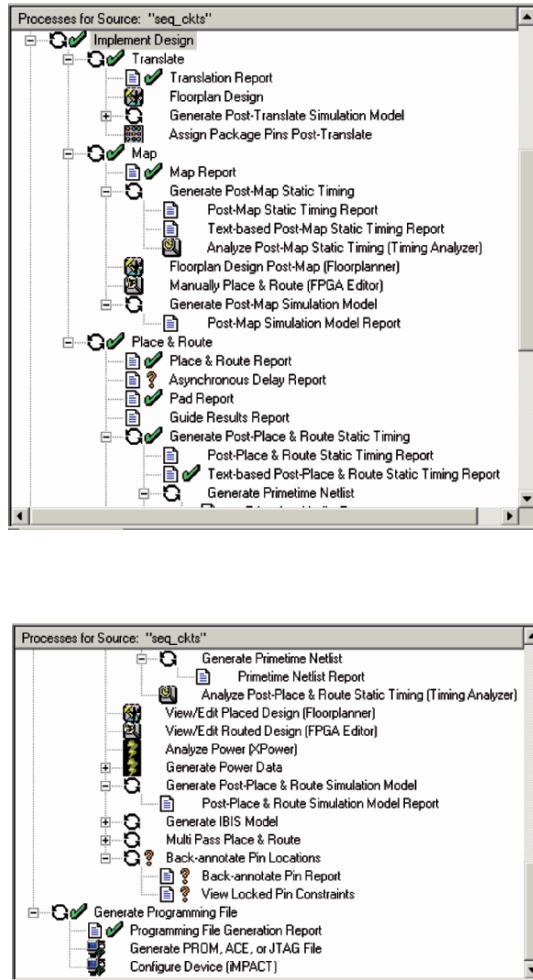 Processes for Source: "seq_ckts"
Implement Design
Translate
Translation Report
Floorplan Design
Generate Post-Translate Simulation Model
Assign Package Pins Post-Translate
Map
Map Report
Generate Post-Map Static Timing
Post-Map Static Timing Report
Text-based Post-Map Static Timing Report
Analyze Post-Map Static Timing (Timing Analyzer)
Floorplan Design Post-Map (Floorplanner)
Manually Place & Route (FPGA Editor)
Generate Post-Map Simulation Model
Post-Map Simulation Model Report
Place & Route
Place & Route Report
Asynchronous Delay Report
Pad Report
Guide Results Report
Generate Post-Place & Route Static Timing
Post-Place & Route Static Timing Report
Text-based Post-Place & Route Static Timing Report
Generate Primetime Netlist
Processes for Source: "seq_ckts"
Generate Primetime Netlist
Primetime Netlist Report
Analyze Post-Place & Route Static Timing (Timing Analyzer)
View/Edit Placed Design (Floorplanner)
View/Edit Routed Design (FPGA Editor)
Analyze Power (XPower)
Generate Power Data
Generate Post-Place & Route Simulation Model
Post-Place & Route Simulation Model Report
Generate IBIS Model
Multi Pass Place & Route
Back-annotate Pin Locations
Back-annotate Pin Report
View Locked Pin Constraints
Generate Programming File
Programming File Generation Report
Generate PROM, ACE, or JTAG File
Configure Device (iMPACT)